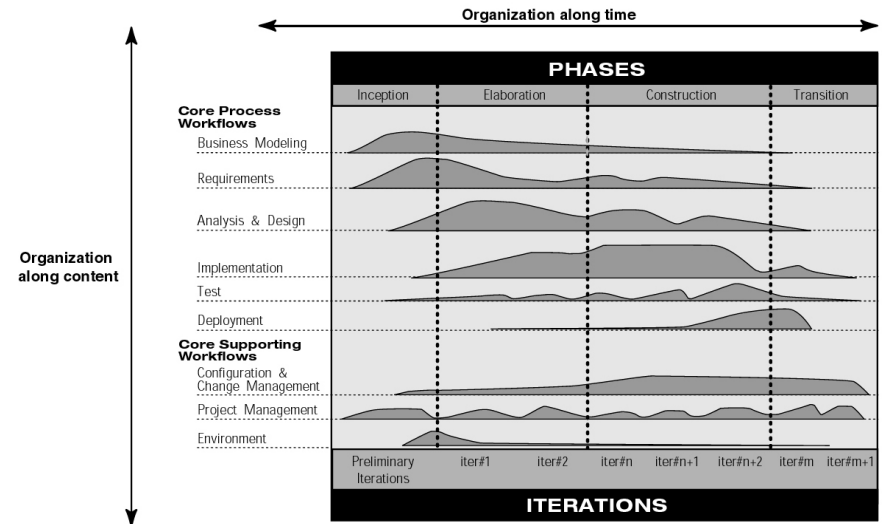 Organization along time
PHASES
Inception Elaboration Construction Transition
Core Process
Workflows
Business Modeling
Requirements
Analysis & Design
Organization
along content
Implementation
Test
Deployment
Core Supporting
Workflows
Configuration &
Change Management
Project Management
Environment
Preliminary
Iterations
iter#1 iter#2 iter#n iter#n+1 iter#n+2 iter#m iter#m+1
ITERATIONS